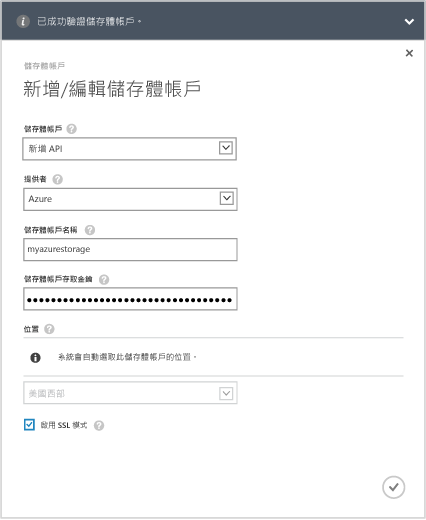 已成功驗證儲存體帳戶。
儲存體帳戶
新增/編輯儲存體帳戶
儲存體帳戶
新增 API
提供者
Azure
儲存體帳戶名稱
myazurestorage
儲存體帳戶存取金鑰
位置
系統會自動選取此儲存體帳戶的位置。
美國西部
啟用 SSL 模式